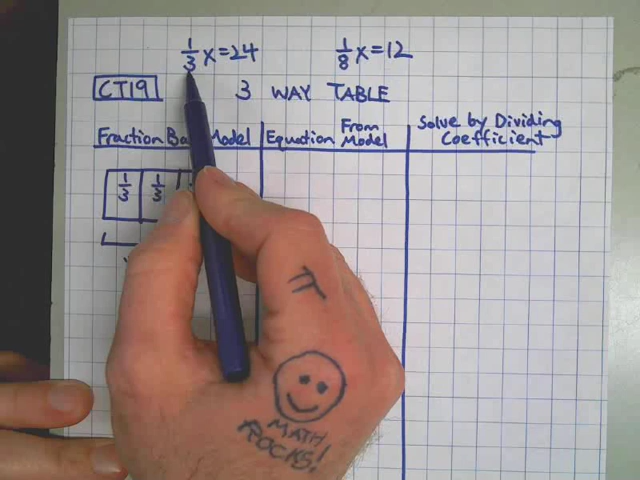 1/3 x=24
1/8 x=12
CT19
3 WAY TABLE
Fraction Ba Model
Equation From Model
Solve by Dividing
Coefficient
1/3 1/3
π
MATH
ROCKS!